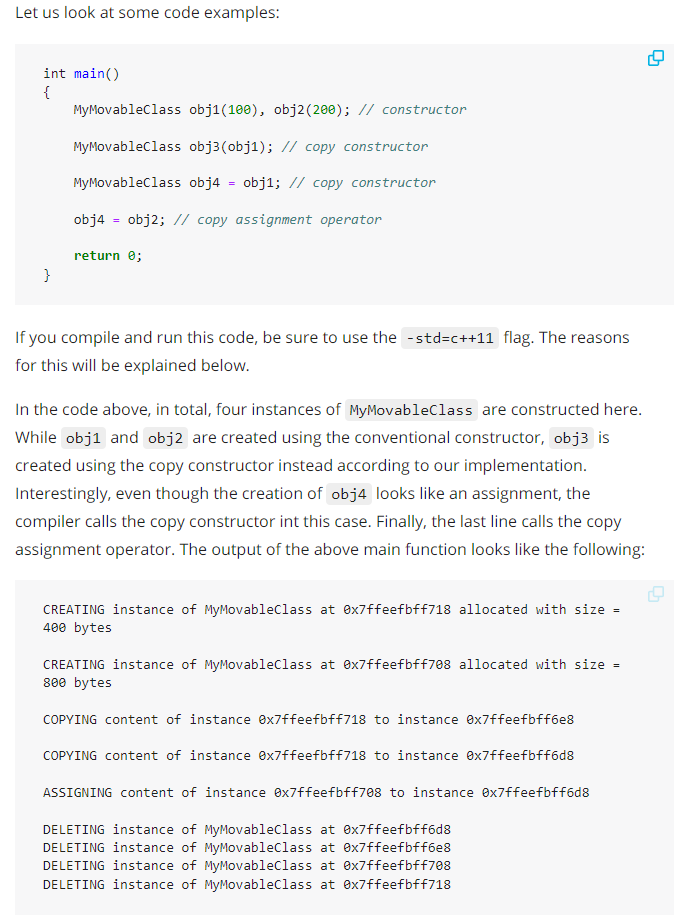 Let us look at some code examples:
int main()
{
    MyMovableClass obj1(100), obj2(200); // constructor
    MyMovableClass obj3(obj1); // copy constructor
    MyMovableClass obj4 = obj1; // copy constructor
    obj4 = obj2; // copy assignment operator
    return 0;
}
If you compile and run this code, be sure to use the -std=c++11 flag. The reasons
for this will be explained below.
In the code above, in total, four instances of MyMovableClass are constructed here.
While obj1 and obj2 are created using the conventional constructor, obj3 is
created using the copy constructor instead according to our implementation.
Interestingly, even though the creation of obj4 looks like an assignment, the
compiler calls the copy constructor int this case. Finally, the last line calls the copy
assignment operator. The output of the above main function looks like the following:
CREATING instance of MyMovableClass at 0x7ffeefbff718 allocated with size =
400 bytes
CREATING instance of MyMovableClass at 0x7ffeefbff708 allocated with size =
800 bytes
COPYING content of instance 0x7ffeefbff718 to instance 0x7ffeefbff6e8
COPYING content of instance 0x7ffeefbff718 to instance 0x7ffeefbff6d8
ASSIGNING content of instance 0x7ffeefbff708 to instance 0x7ffeefbff6d8
DELETING instance of MyMovableClass at 0x7ffeefbff6d8
DELETING instance of MyMovableClass at 0x7ffeefbff6e8
DELETING instance of MyMovableClass at 0x7ffeefbff708
DELETING instance of MyMovableClass at 0x7ffeefbff718